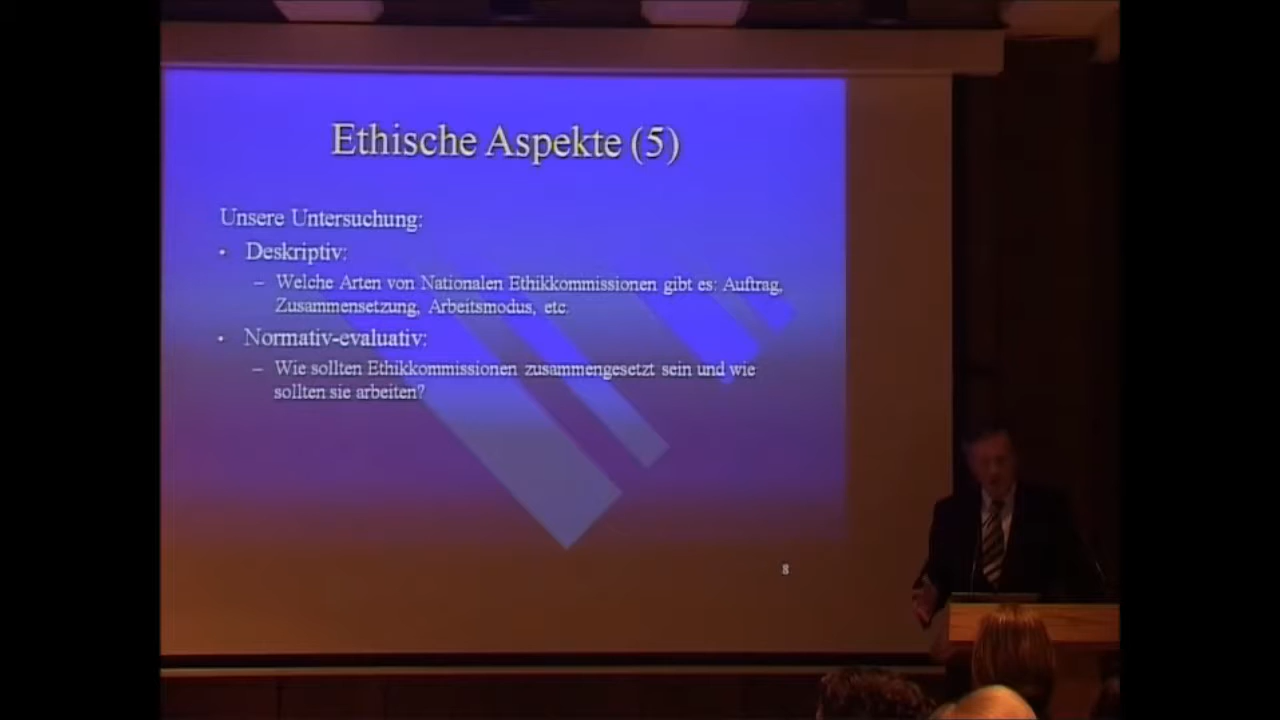 Ethische Aspekte (5)
Unsere Untersuchung:
• Deskriptiv:
– Welche Arten von Nationalen Ethikkommissionen gibt es: Auftrag,
Zusammensetzung, Arbeitsmodus, etc.
• Normativ-evaluativ:
– Wie sollten Ethikkommissionen zusammengesetzt sein und wie
sollten sie arbeiten?
8